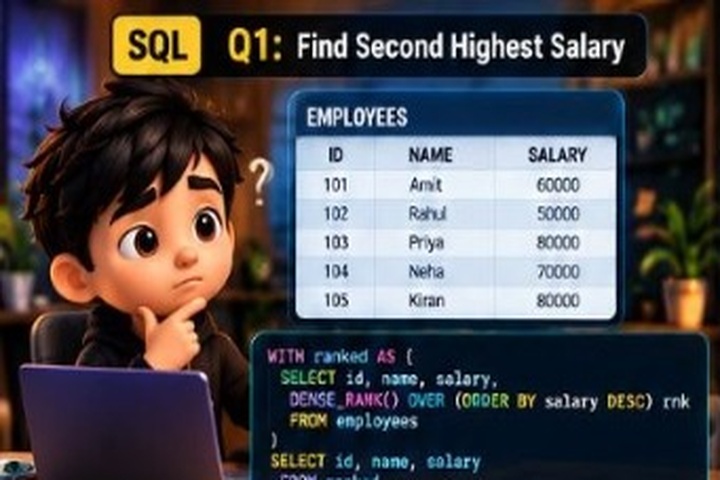 SQL Q1: Find Second Highest Salary
?
EMPLOYEES
ID NAME SALARY
101 Amit 60000
102 Rahul 50000
103 Priya 80000
104 Neha 70000
105 Kiran 80000
WITH ranked AS (
SELECT id, name, salary,
DENSE_RANK() OVER (ORDER BY salary DESC) rnk
FROM employees
)
SELECT id, name, salary
FROM ranked